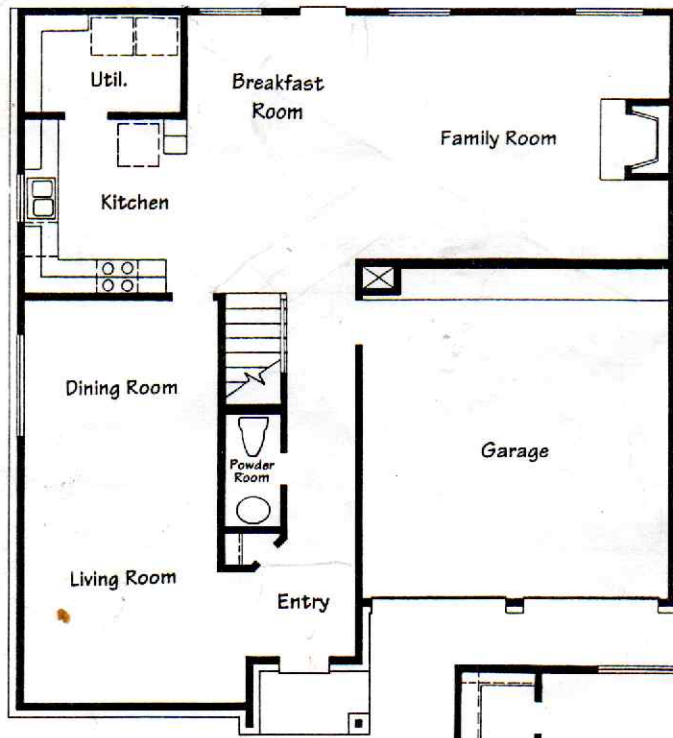 Util.
Breakfast
Room
Family Room
Kitchen
Dining Room
Garage
Powder
Room
Living Room
Entry